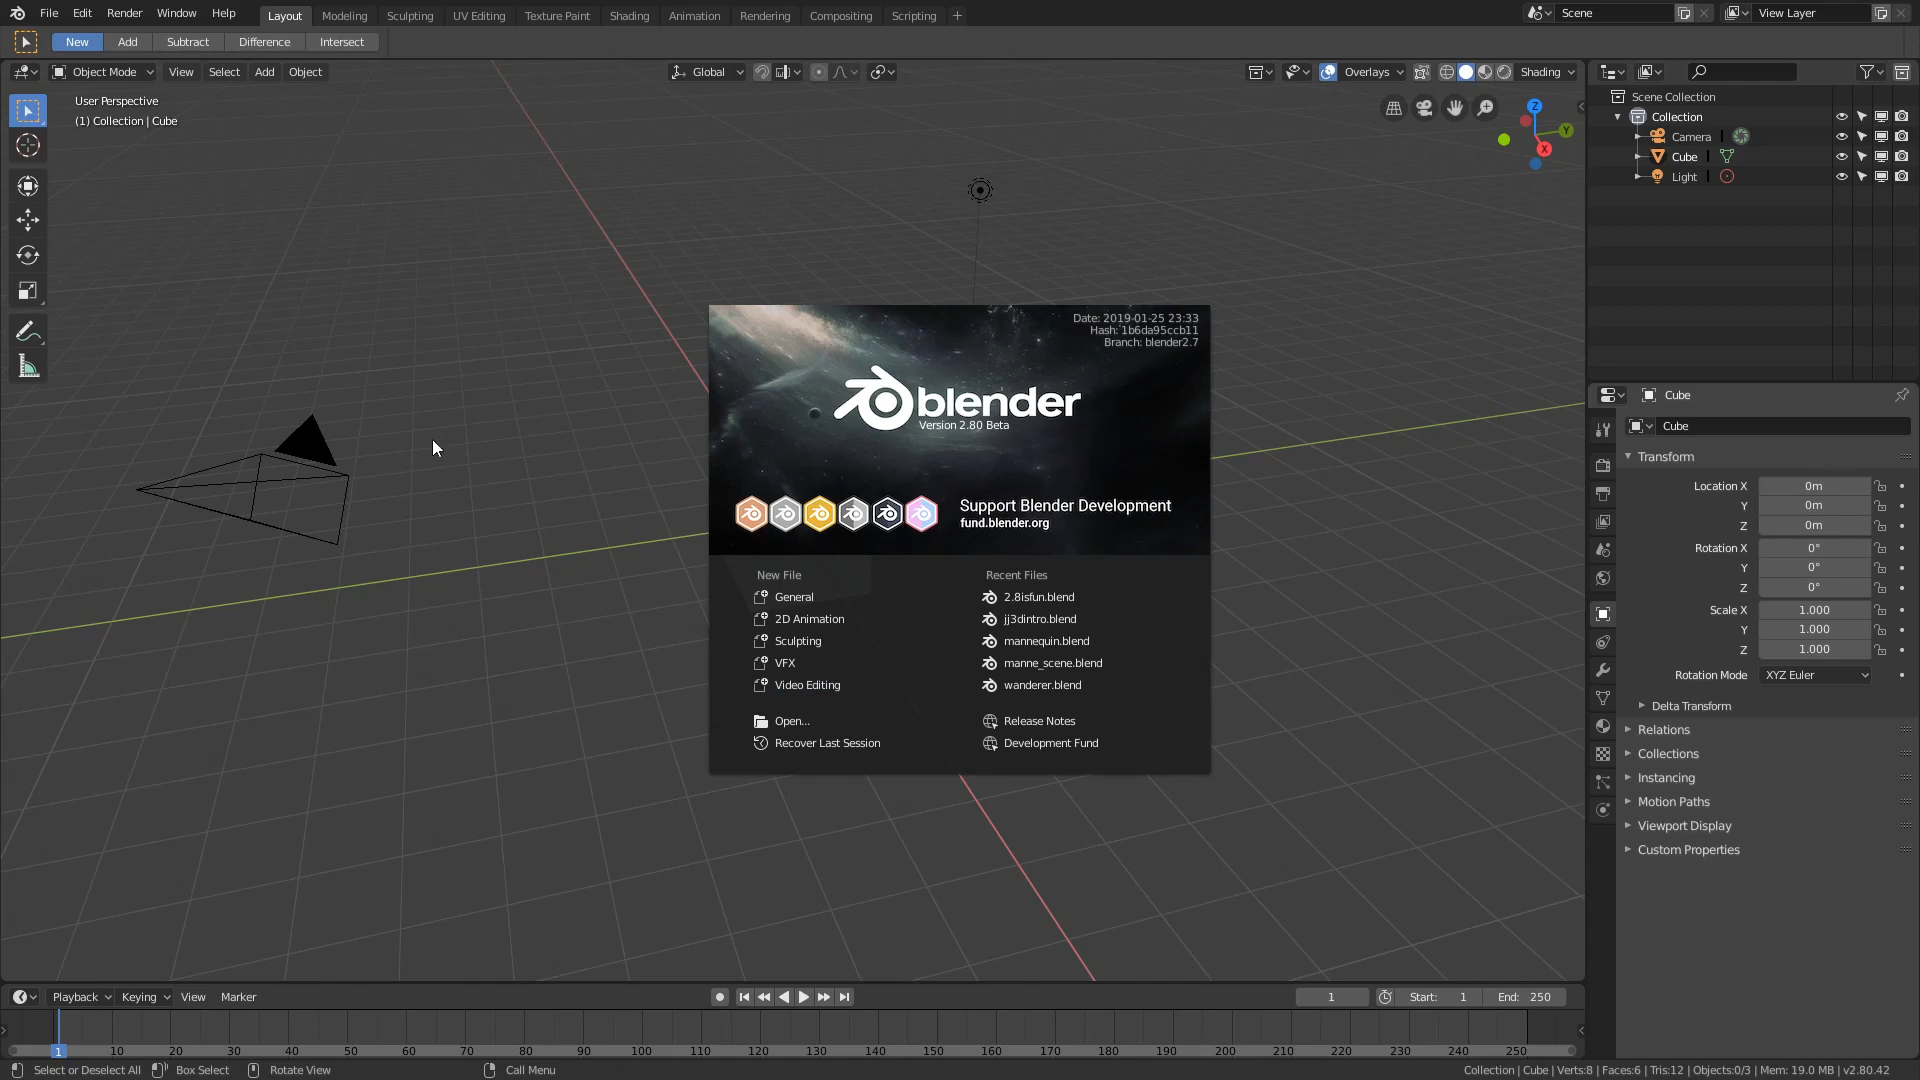 File Edit Render Window Help Layout Modeling Sculpting UV Editing Texture Paint Shading Animation Rendering Compositing Scripting + Scene View Layer
New Add Subtract Difference Intersect
Object Mode View Select Add Object Global Overlays Shading
User Perspective
(1) Collection | Cube
Z
Y
X
Scene Collection
Collection
Camera
Cube
Light
Date: 2019-01-25 23:33
Hash: 1b6da95ccb11
Branch: blender2.7
blender
Version 2.80 Beta
Support Blender Development
fund.blender.org
New File
General
2D Animation
Sculpting
VFX
Video Editing
Open...
Recover Last Session
Recent Files
2.8isfun.blend
jj3dintro.blend
mannequin.blend
manne_scene.blend
wanderer.blend
Release Notes
Development Fund
Cube
Cube
Transform
Location X 0m
Y 0m
Z 0m
Rotation X 0°
Y 0°
Z 0°
Scale X 1.000
Y 1.000
Z 1.000
Rotation Mode XYZ Euler
Delta Transform
Relations
Collections
Instancing
Motion Paths
Viewport Display
Custom Properties
Playback Keying View Marker 1 Start: 1 End: 250
1 10 20 30 40 50 60 70 80 90 100 110 120 130 140 150 160 170 180 190 200 210 220 230 240 250
Select or Deselect All Box Select Rotate View Call Menu Collection | Cube | Verts:8 | Faces:6 | Tris:12 | Objects:0/3 | Mem: 19.0 MB | v2.80.42